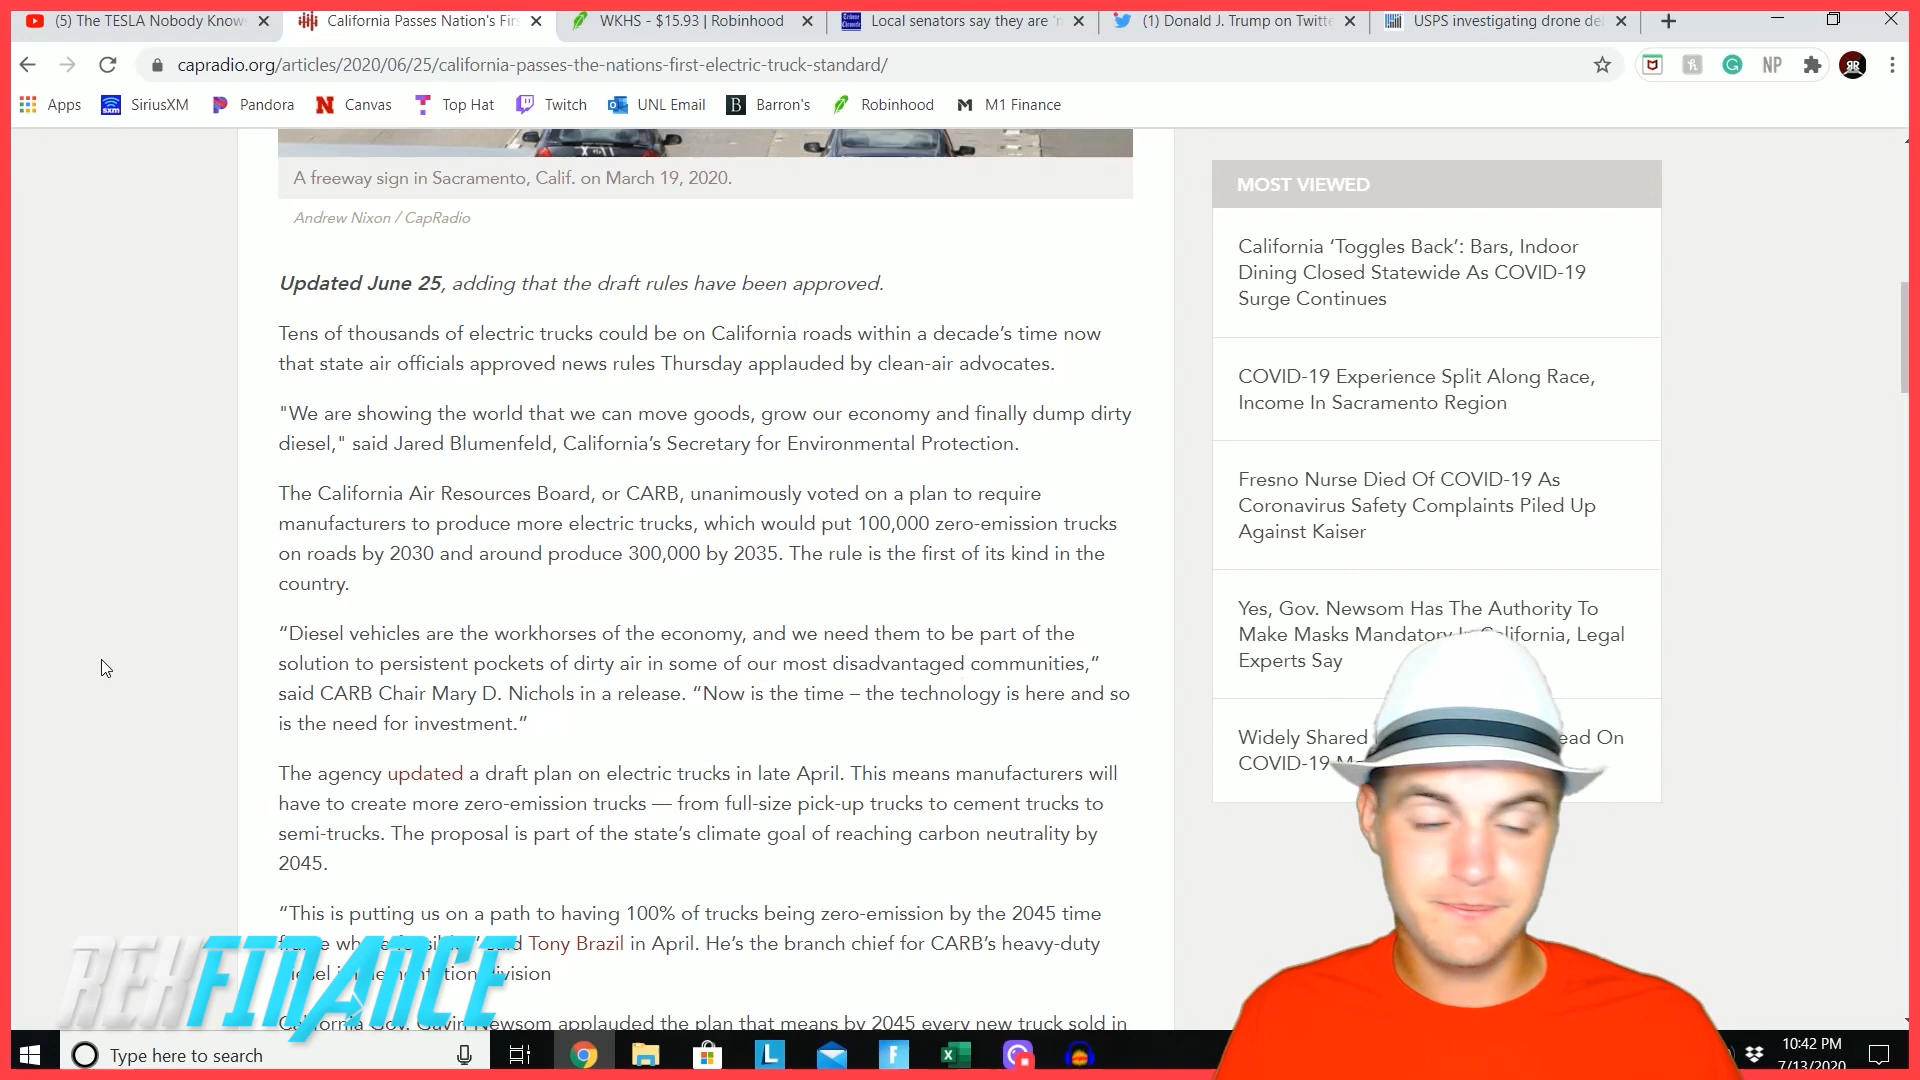 (5) The TESLA Nobody Know
California Passes Nation's Firs
WKHS - $15.93 | Robinhood
Local senators say they are 'n
(1) Donald J. Trump on Twitte
USPS investigating drone del
capradio.org/articles/2020/06/25/california-passes-the-nations-first-electric-truck-standard/
NP
Apps
SiriusXM
Pandora
Canvas
Top Hat
Twitch
UNL Email
Barron's
Robinhood
M1 Finance
A freeway sign in Sacramento, Calif. on March 19, 2020.
Andrew Nixon / CapRadio
Updated June 25, adding that the draft rules have been approved.
Tens of thousands of electric trucks could be on California roads within a decade’s time now
that state air officials approved news rules Thursday applauded by clean-air advocates.
"We are showing the world that we can move goods, grow our economy and finally dump dirty
diesel," said Jared Blumenfeld, California’s Secretary for Environmental Protection.
The California Air Resources Board, or CARB, unanimously voted on a plan to require
manufacturers to produce more electric trucks, which would put 100,000 zero-emission trucks
on roads by 2030 and around produce 300,000 by 2035. The rule is the first of its kind in the
country.
“Diesel vehicles are the workhorses of the economy, and we need them to be part of the
solution to persistent pockets of dirty air in some of our most disadvantaged communities,”
said CARB Chair Mary D. Nichols in a release. “Now is the time – the technology is here and so
is the need for investment.”
The agency updated a draft plan on electric trucks in late April. This means manufacturers will
have to create more zero-emission trucks — from full-size pick-up trucks to cement trucks to
semi-trucks. The proposal is part of the state’s climate goal of reaching carbon neutrality by
2045.
“This is putting us on a path to having 100% of trucks being zero-emission by the 2045 time
said Tony Brazil in April. He’s the branch chief for CARB’s heavy-duty
California Gov. Gavin Newsom applauded the plan that means by 2045 every new truck sold in
MOST VIEWED
California ‘Toggles Back’: Bars, Indoor
Dining Closed Statewide As COVID-19
Surge Continues
COVID-19 Experience Split Along Race,
Income In Sacramento Region
Fresno Nurse Died Of COVID-19 As
Coronavirus Safety Complaints Piled Up
Against Kaiser
Yes, Gov. Newsom Has The Authority To
Make Masks Mandatory In California, Legal
Experts Say
Widely Shared On
COVID-19
REXFINANCE
Type here to search
10:42 PM
7/13/2020